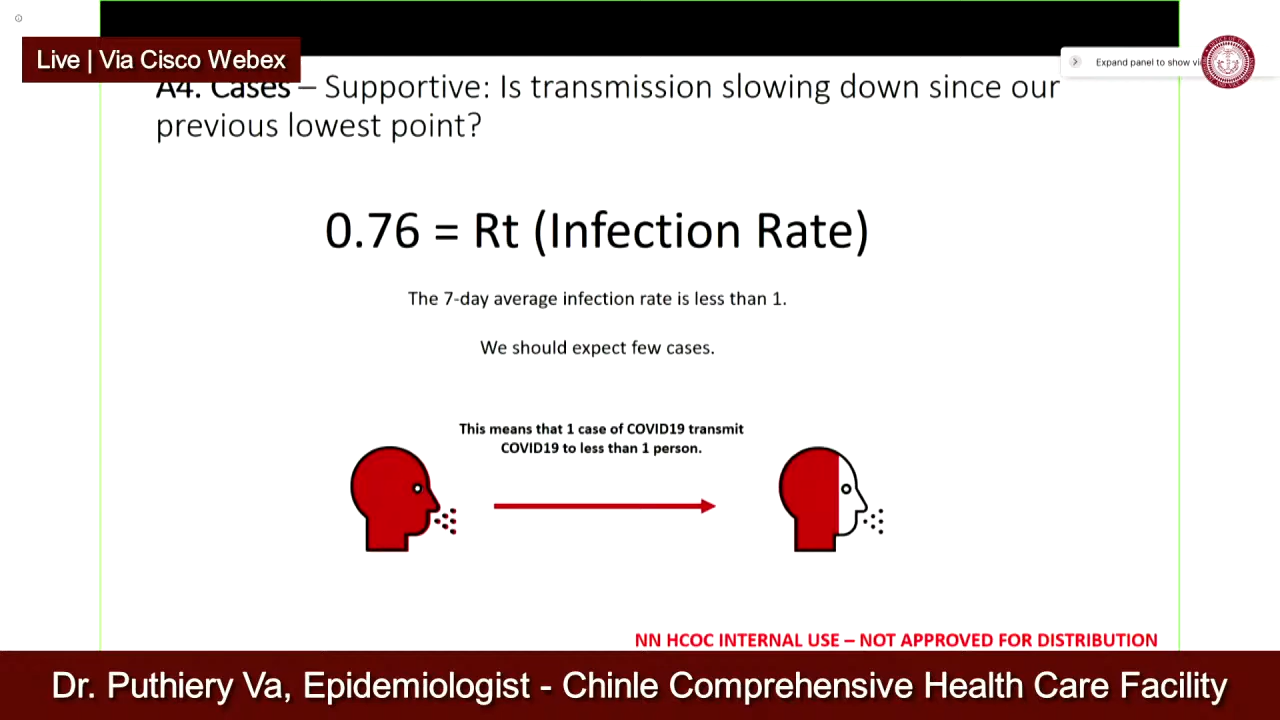 Live | Via Cisco Webex
Expand panel to show vi
A4. Cases – Supportive: Is transmission slowing down since our
previous lowest point?
0.76 = Rt (Infection Rate)
The 7-day average infection rate is less than 1.
We should expect few cases.
This means that 1 case of COVID19 transmit
COVID19 to less than 1 person.
NN HCOC INTERNAL USE – NOT APPROVED FOR DISTRIBUTION
Dr. Puthiery Va, Epidemiologist - Chinle Comprehensive Health Care Facility